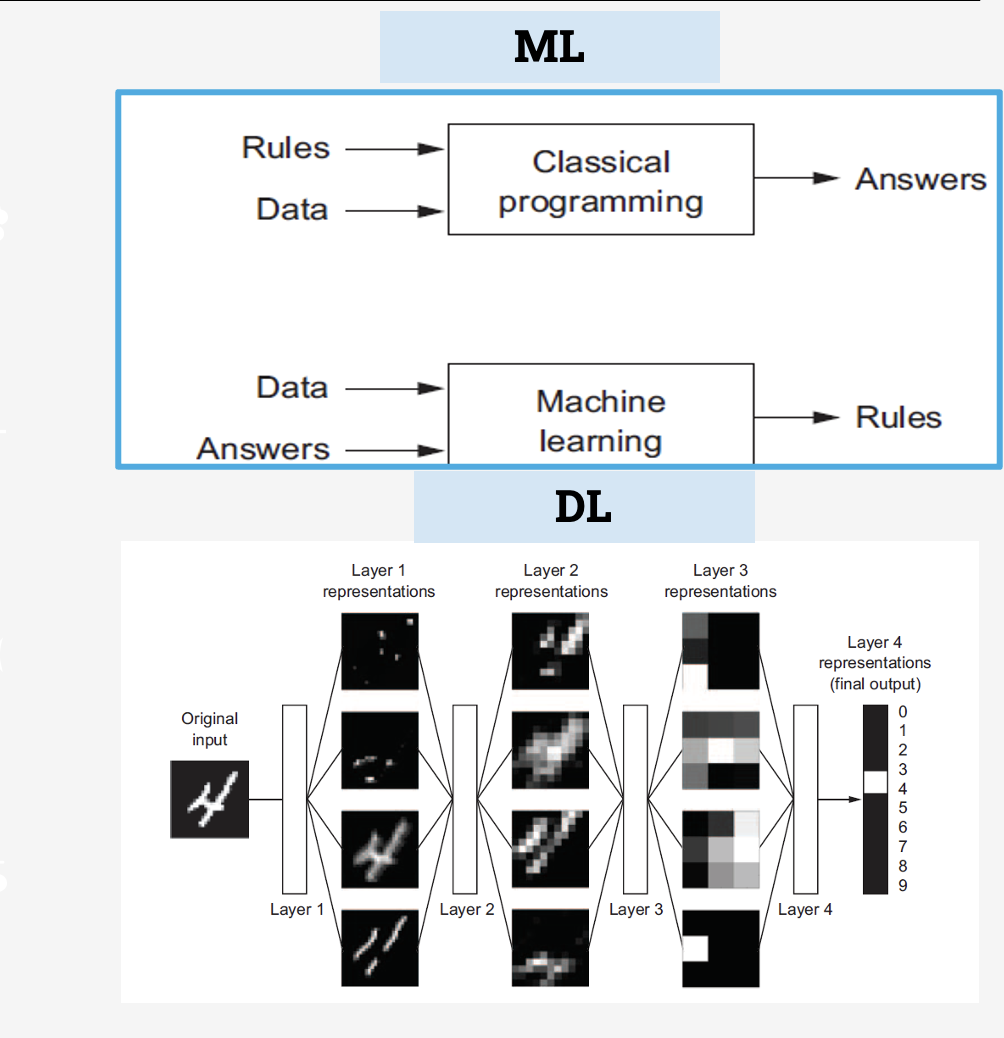 ML
Rules
Data
Classical
programming
Answers
Data
Answers
Machine
learning
Rules
DL
Layer 1
representations
Layer 2
representations
Layer 3
representations
Layer 4
representations
(final output)
Original
input
0
1
2
3
4
5
6
7
8
9
Layer 1
Layer 2
Layer 3
Layer 4